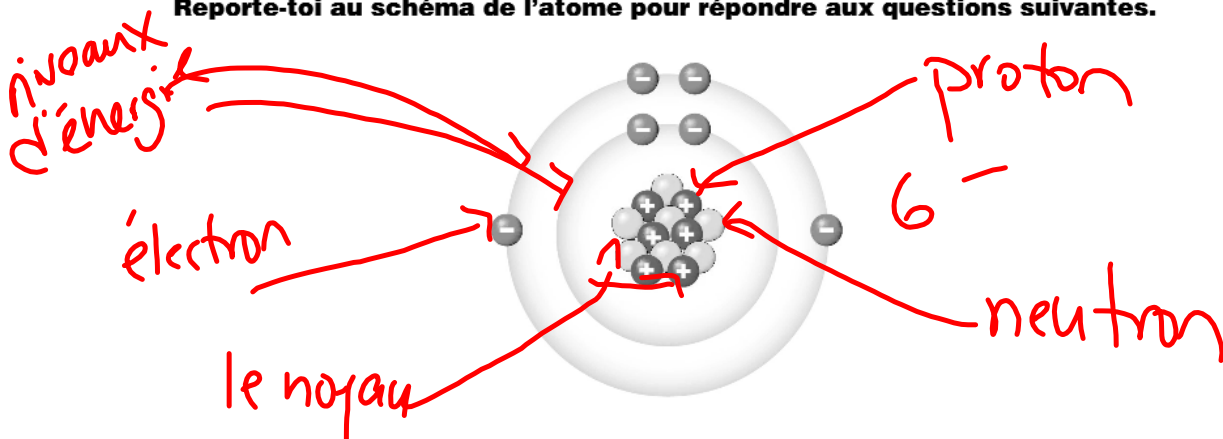 Reporte-toi au schéma de l'atome pour répondre aux questions suivantes.
niveaux
d'énergie
proton
6 –
électron
neutron
le noyau